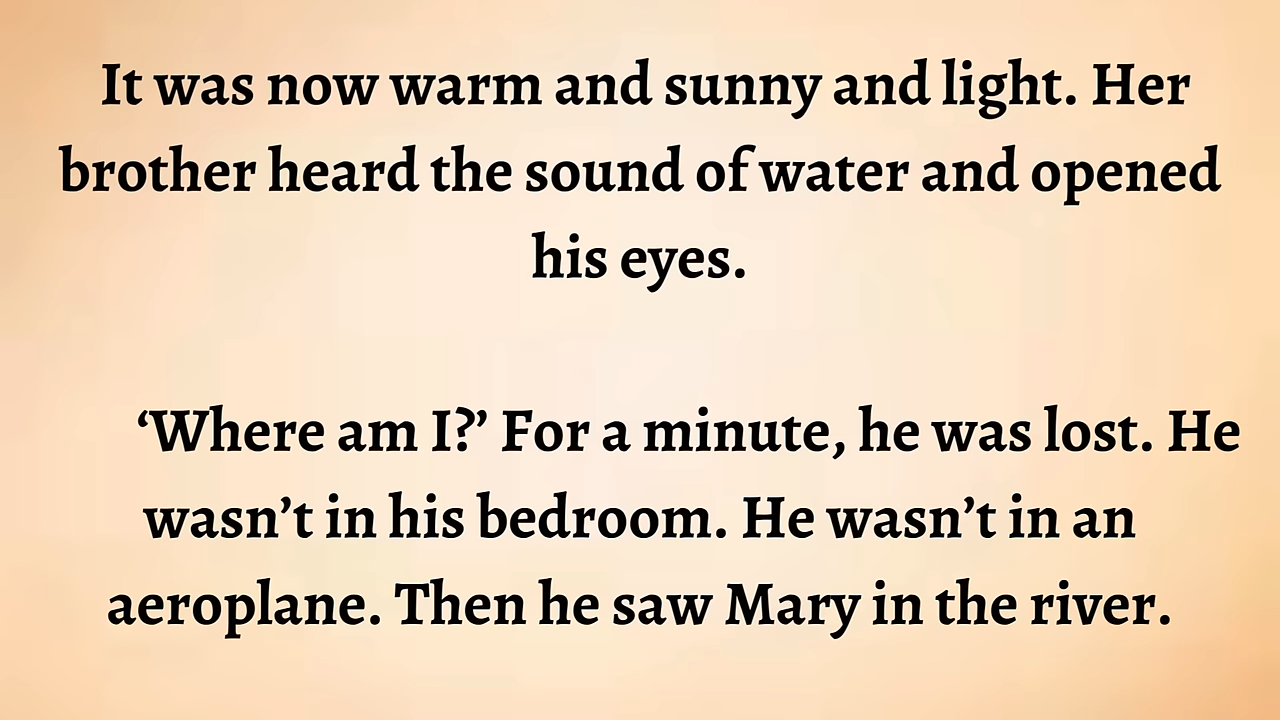 It was now warm and sunny and light. Her
brother heard the sound of water and opened
his eyes.
‘Where am I?’ For a minute, he was lost. He
wasn’t in his bedroom. He wasn’t in an
aeroplane. Then he saw Mary in the river.